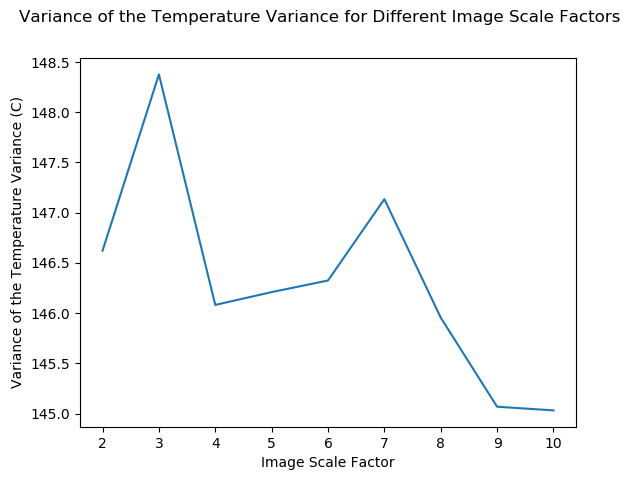 Variance of the Temperature Variance for Different Image Scale Factors
Variance of the Temperature Variance (C)
148.5
148.0
147.5
147.0
146.5
146.0
145.5
145.0
2 3 4 5 6 7 8 9 10
Image Scale Factor